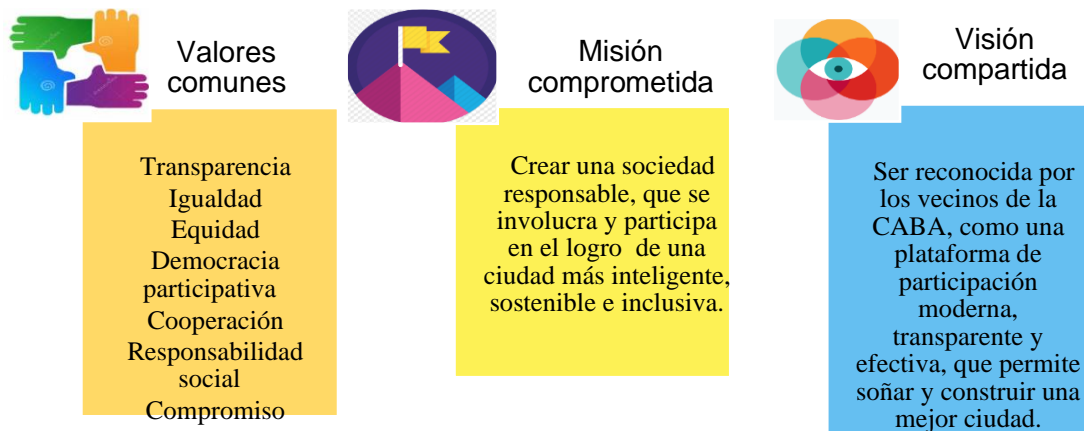 Valores
comunes
Transparencia
Igualdad
Equidad
Democracia
participativa
Cooperación
Responsabilidad
social
Compromiso
Misión
comprometida
Crear una sociedad
responsable, que se
involucra y participa
en el logro de una
ciudad más inteligente,
sostenible e inclusiva.
Visión
compartida
Ser reconocida por
los vecinos de la
CABA, como una
plataforma de
participación
moderna,
transparente y
efectiva, que permite
soñar y construir una
mejor ciudad.